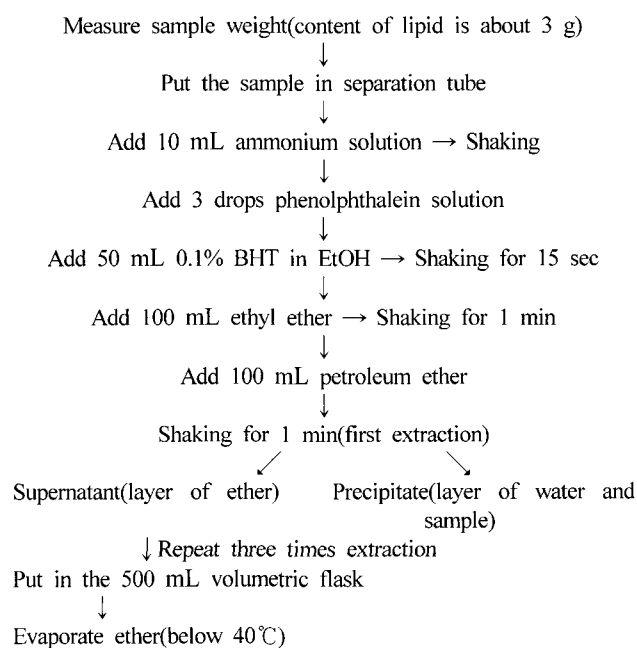 Measure sample weight(content of lipid is about 3 g)
↓
Put the sample in separation tube
↓
Add 10 mL ammonium solution → Shaking
↓
Add 3 drops phenolphthalein solution
↓
Add 50 mL 0.1% BHT in EtOH → Shaking for 15 sec
↓
Add 100 mL ethyl ether → Shaking for 1 min
↓
Add 100 mL petroleum ether
↓
Shaking for 1 min(first extraction)
↙ ↘
Supernatant(layer of ether) Precipitate(layer of water and
sample)
↓ Repeat three times extraction
Put in the 500 mL volumetric flask
↓
Evaporate ether(below 40℃)